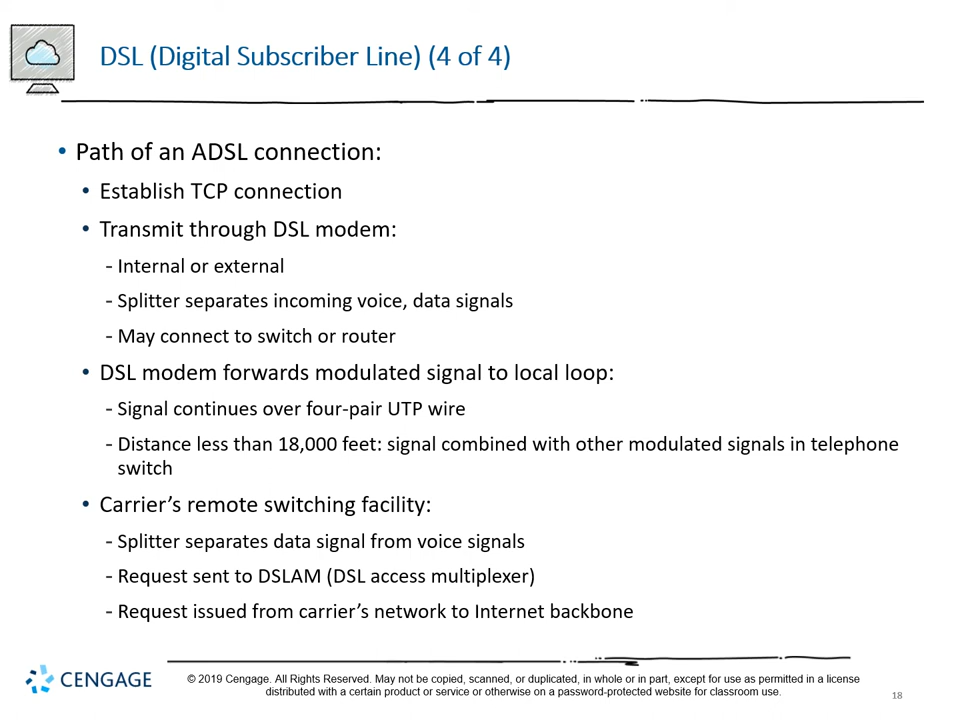 DSL (Digital Subscriber Line) (4 of 4)
• Path of an ADSL connection:
• Establish TCP connection
• Transmit through DSL modem:
- Internal or external
- Splitter separates incoming voice, data signals
- May connect to switch or router
• DSL modem forwards modulated signal to local loop:
- Signal continues over four-pair UTP wire
- Distance less than 18,000 feet: signal combined with other modulated signals in telephone
switch
• Carrier’s remote switching facility:
- Splitter separates data signal from voice signals
- Request sent to DSLAM (DSL access multiplexer)
- Request issued from carrier’s network to Internet backbone
CENGAGE
© 2019 Cengage. All Rights Reserved. May not be copied, scanned, or duplicated, in whole or in part, except for use as permitted in a license
distributed with a certain product or service or otherwise on a password-protected website for classroom use.
18